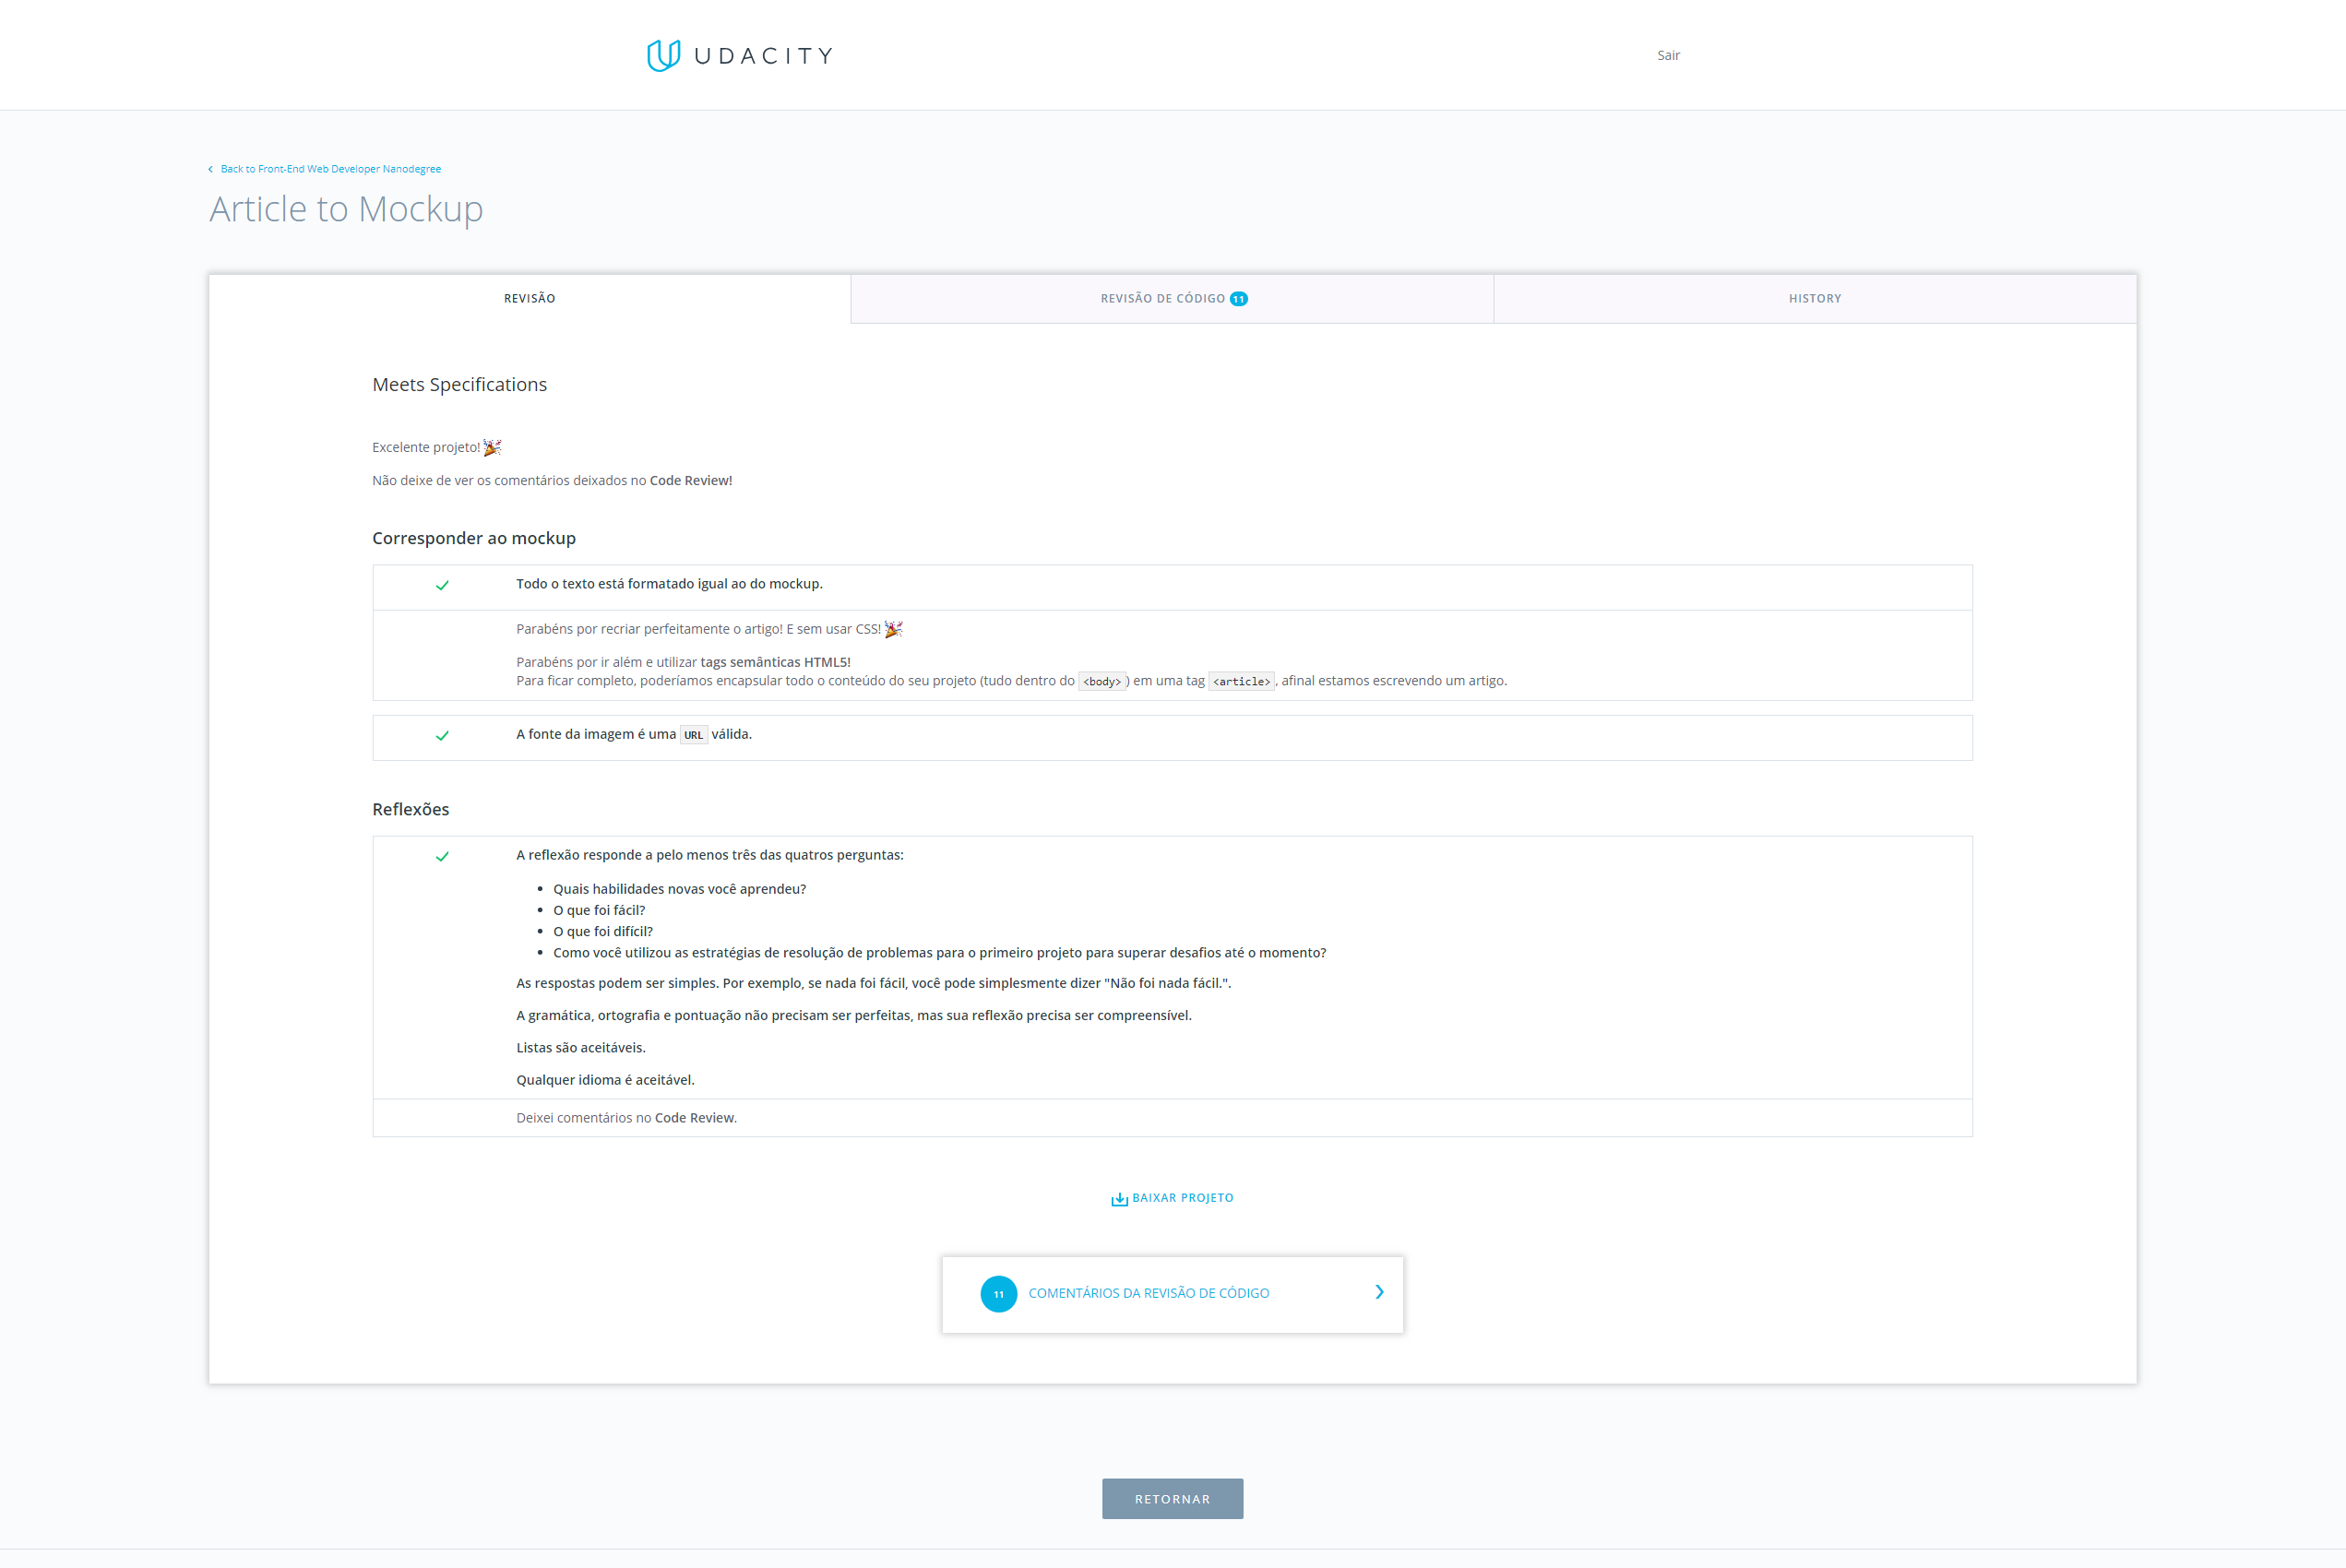 UDACITY
Sair
Back to Front-End Web Developer Nanodegree
Article to Mockup
REVISÃO
REVISÃO DE CÓDIGO 11
HISTORY
Meets Specifications
Excelente projeto!
Não deixe de ver os comentários deixados no Code Review!
Corresponder ao mockup
Todo o texto está formatado igual ao do mockup.
Parabéns por recriar perfeitamente o artigo! E sem usar CSS!
Parabéns por ir além e utilizar tags semânticas HTML5!
Para ficar completo, poderíamos encapsular todo o conteúdo do seu projeto (tudo dentro do <body>) em uma tag <article>, afinal estamos escrevendo um artigo.
A fonte da imagem é uma URL válida.
Reflexões
A reflexão responde a pelo menos três das quatros perguntas:
• Quais habilidades novas você aprendeu?
• O que foi fácil?
• O que foi difícil?
• Como você utilizou as estratégias de resolução de problemas para o primeiro projeto para superar desafios até o momento?
As respostas podem ser simples. Por exemplo, se nada foi fácil, você pode simplesmente dizer "Não foi nada fácil.".
A gramática, ortografia e pontuação não precisam ser perfeitas, mas sua reflexão precisa ser compreensível.
Listas são aceitáveis.
Qualquer idioma é aceitável.
Deixei comentários no Code Review.
BAIXAR PROJETO
11 COMENTÁRIOS DA REVISÃO DE CÓDIGO
RETORNAR